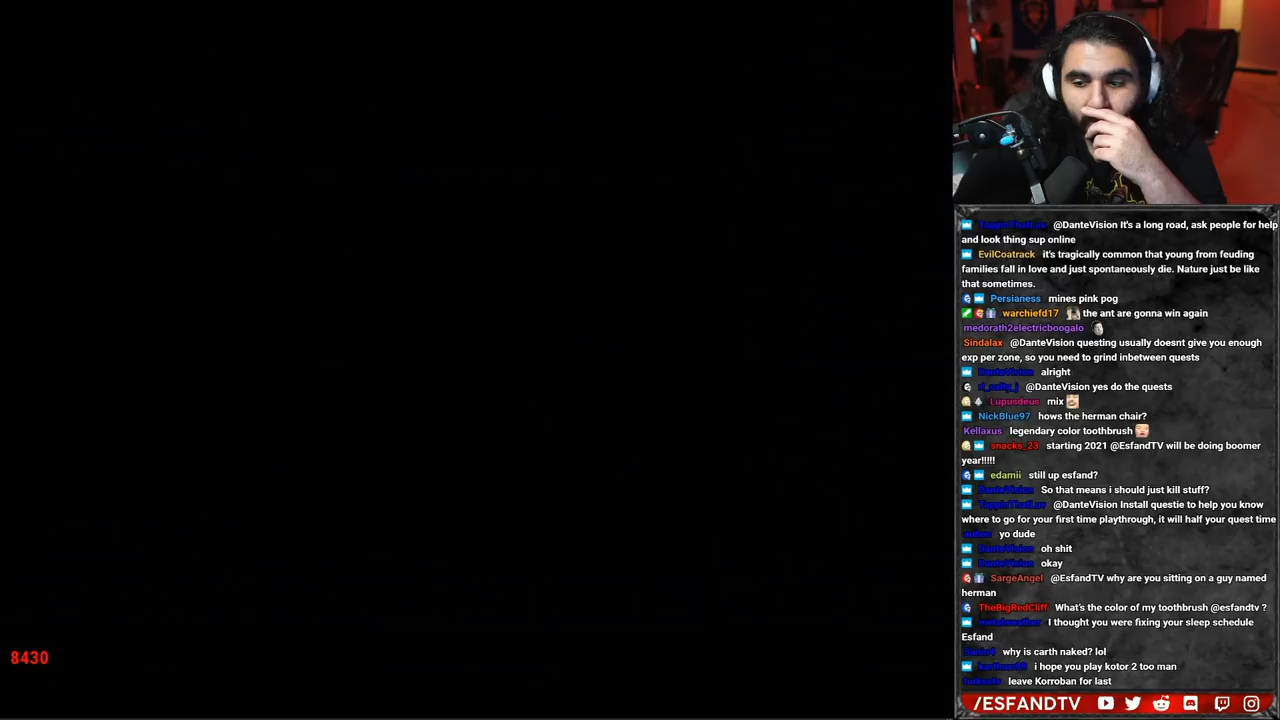 @DanteVision It's a long road, ask people for help
and look thing sup online
EvilCoatrack it's tragically common that young from feuding
families fall in love and just spontaneously die. Nature just be like
that sometimes.
Persianess mines pink pog
warchiefd17 the ant are gonna win again
medorath2electricboogalo
Sindalax @DanteVision questing usually doesnt give you enough
exp per zone, so you need to grind inbetween quests
DanteVision alright
@DanteVision yes do the quests
Lupusdeus mix
NickBlue97 hows the herman chair?
Kellaxus legendary color toothbrush
snacks_23 starting 2021 @EsfandTV will be doing boomer
year!!!!!
edamii still up esfand?
DanteVision So that means i should just kill stuff?
@DanteVision Install questie to help you know
where to go for your first time playthrough, it will half your quest time
yo dude
DanteVision oh shit
DanteVision okay
SargeAngel @EsfandTV why are you sitting on a guy named
herman
TheBigRedCliff What's the color of my toothbrush @esfandtv ?
I thought you were fixing your sleep schedule
Esfand
why is carth naked? lol
i hope you play kotor 2 too man
leave Korroban for last
8430
/ESFANDTV